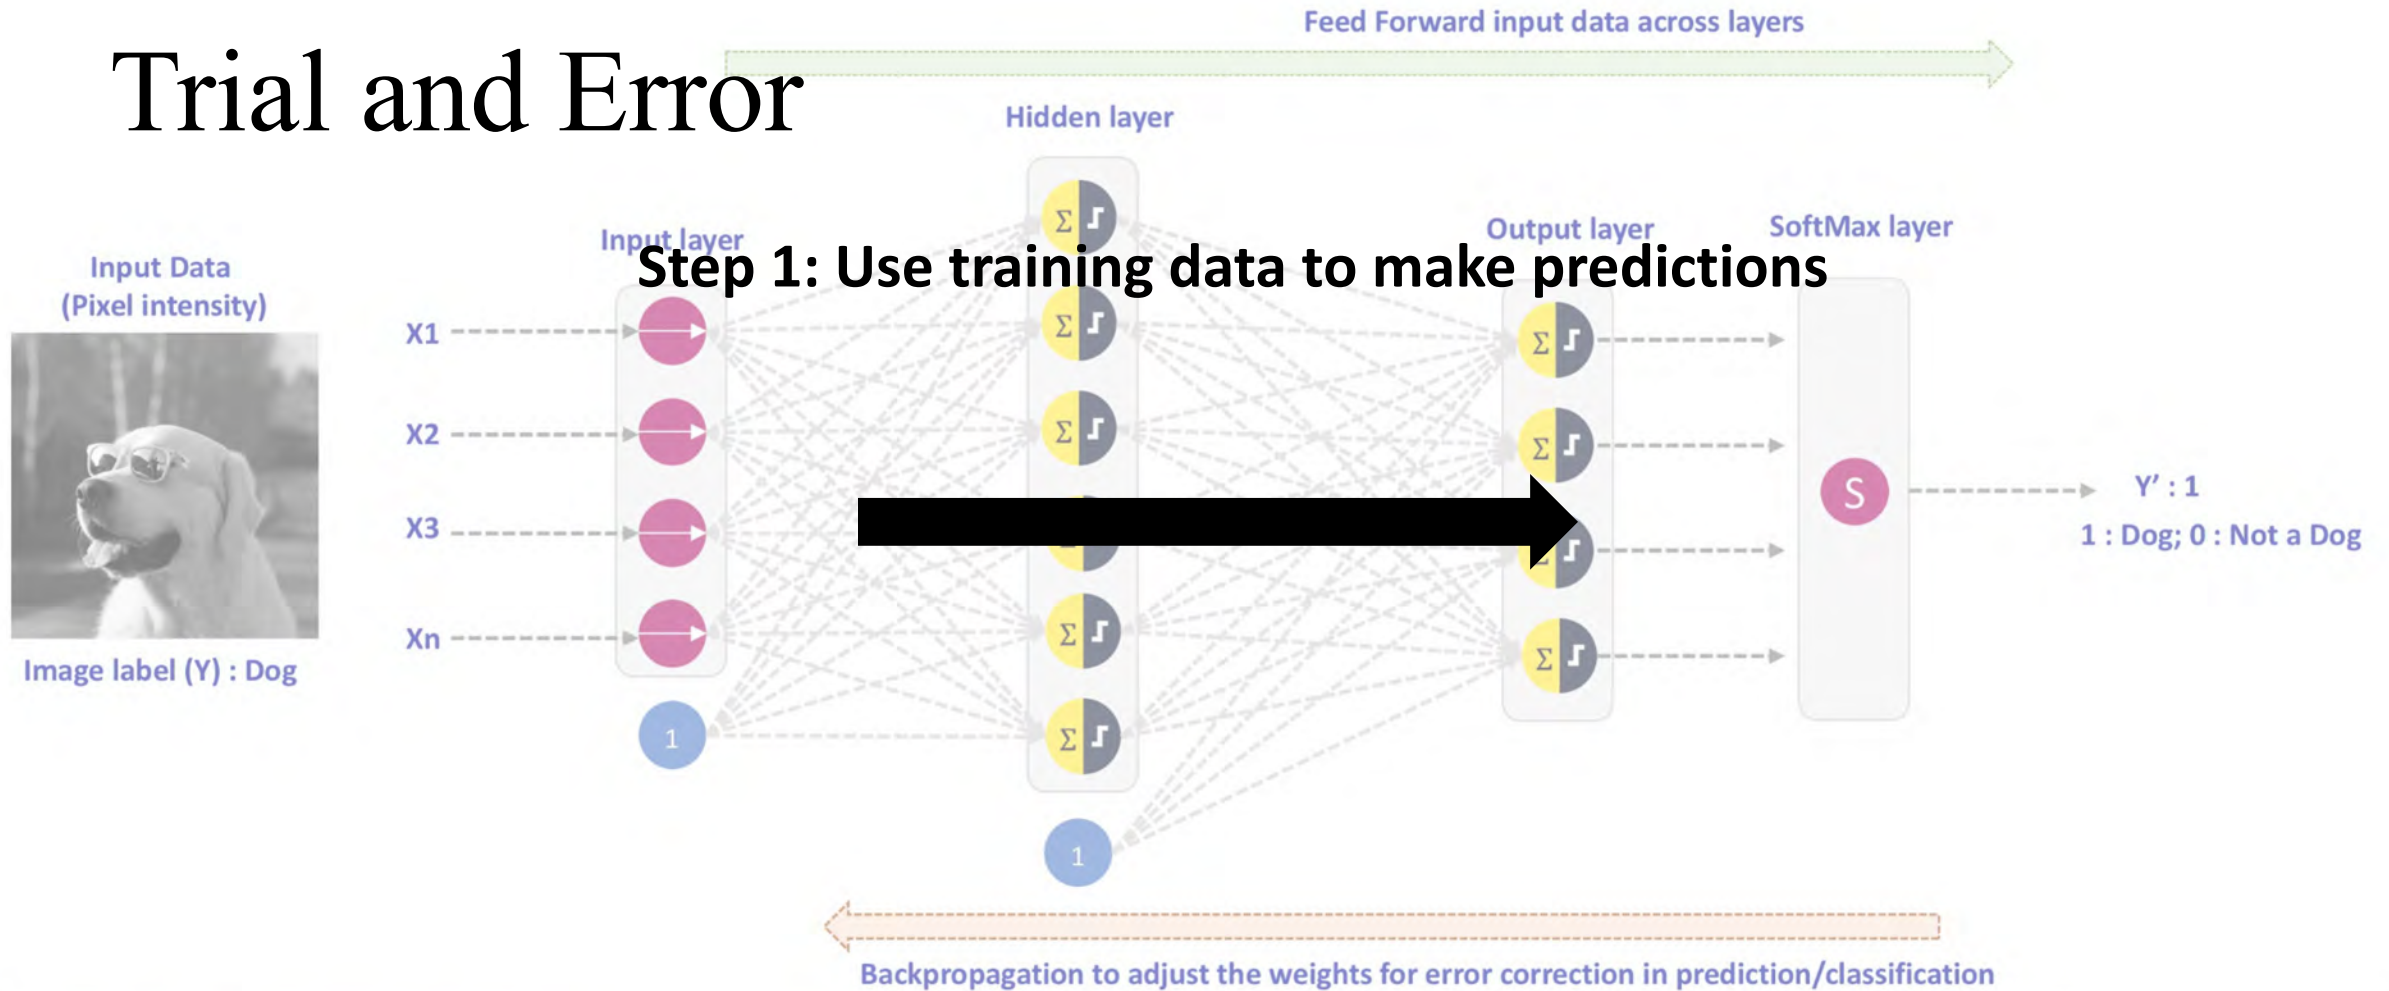 Feed Forward input data across layers
Trial and Error
Hidden layer
Input layer
Output layer
SoftMax layer
Step 1: Use training data to make predictions
Input Data
(Pixel intensity)
X1
X2
X3
Xn
Σ
Σ
Σ
Σ
Σ
Σ
Σ
Σ
S
Y’ : 1
1 : Dog; 0 : Not a Dog
Image label (Y) : Dog
1
1
Backpropagation to adjust the weights for error correction in prediction/classification